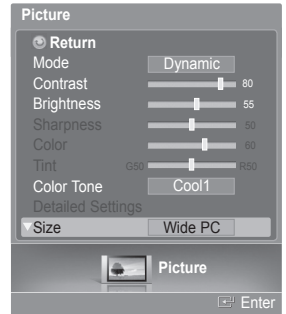 Picture
Return
Mode Dynamic
Contrast 80
Brightness 55
Sharpness 50
Color 60
Tint G50 R50
Color Tone Cool1
Detailed Settings
Size Wide PC
Picture
Enter